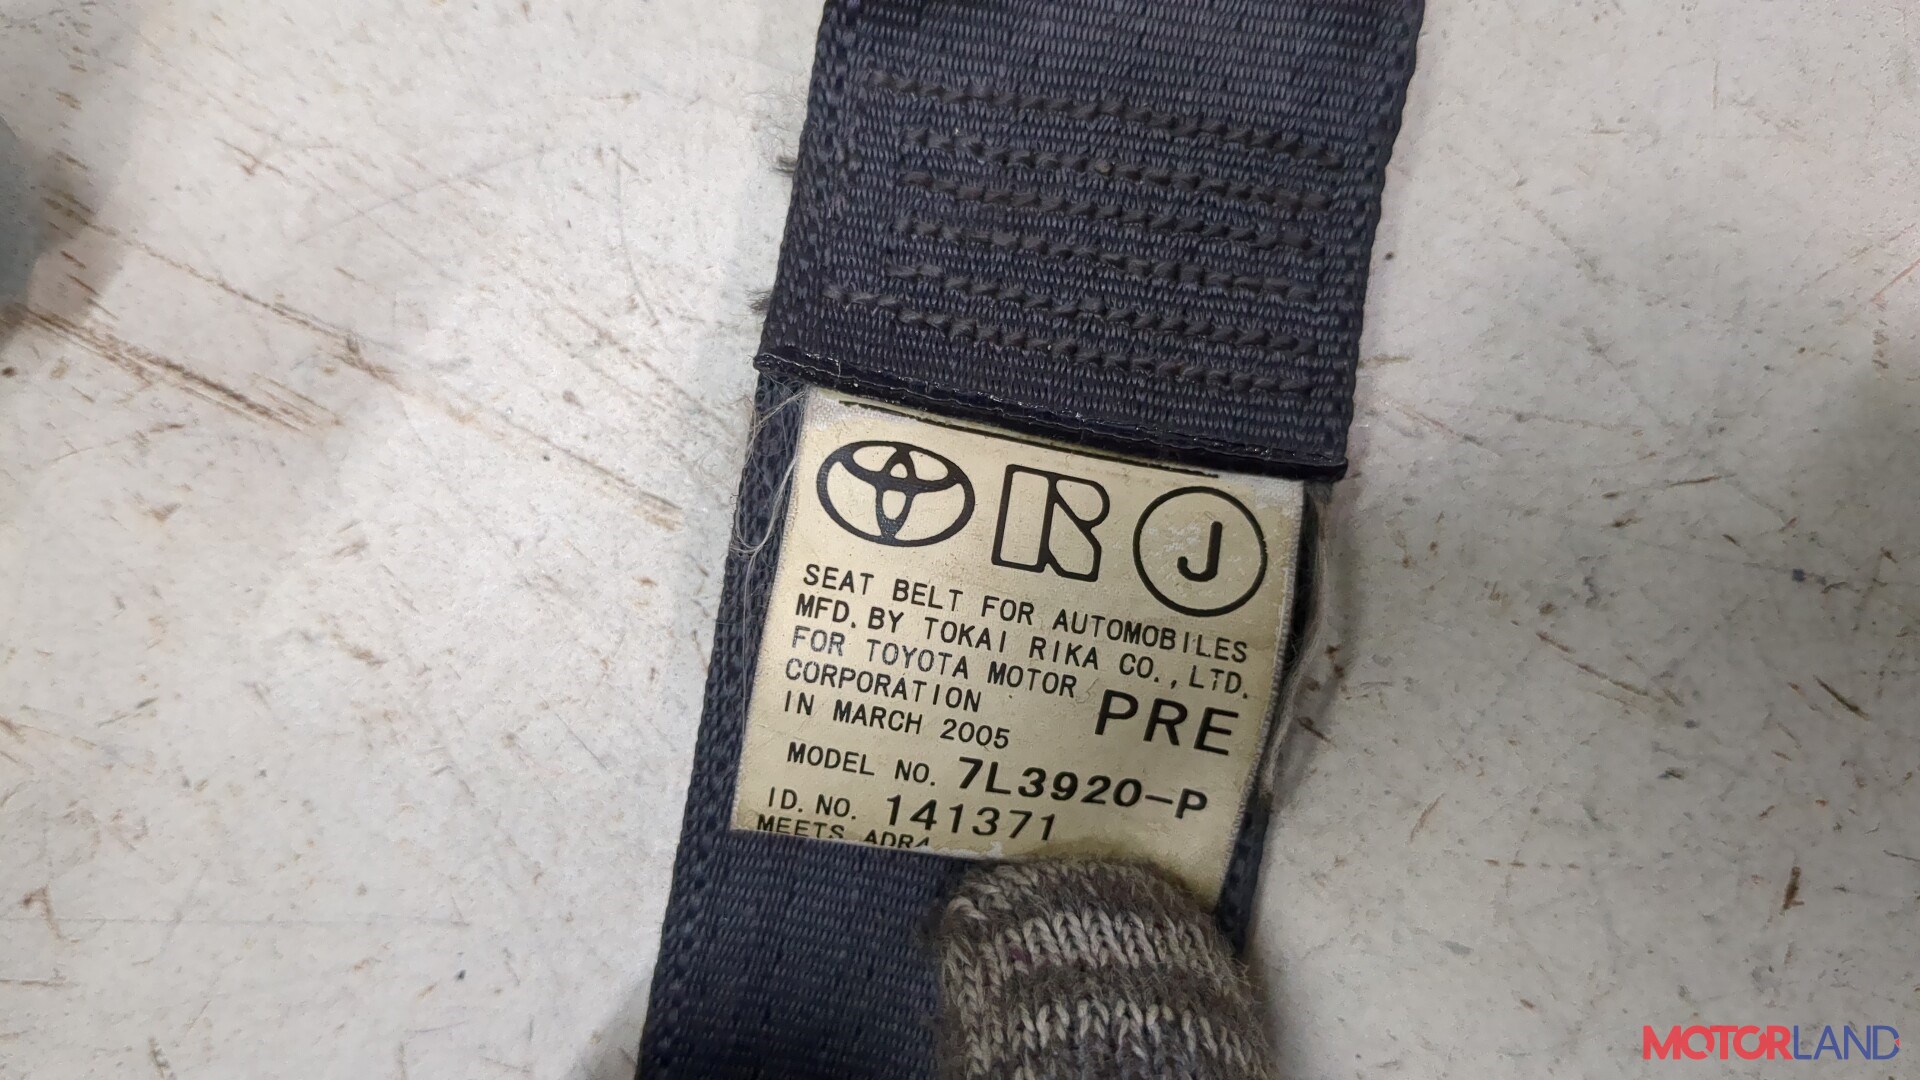 R J
SEAT BELT FOR AUTOMOBILES
MFD. BY TOKAI RIKA CO., LTD.
FOR TOYOTA MOTOR
CORPORATION
IN MARCH 2005
PRE
MODEL NO. 7L3920-P
ID. NO. 141371
MEETS ADR4
MOTORLAND